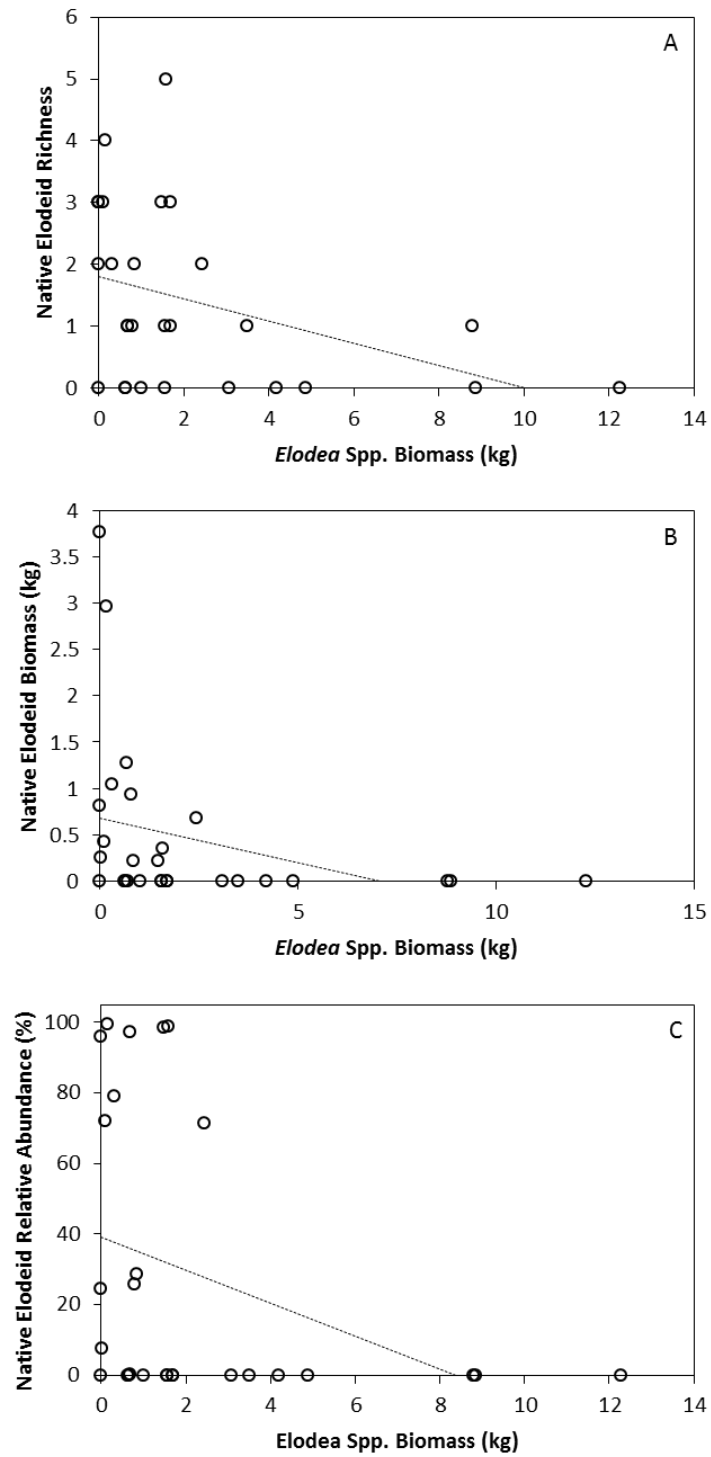 A
Native Elodeid Richness
6
5
4
3
2
1
0
0 2 4 6 8 10 12 14
Elodea Spp. Biomass (kg)
B
Native Elodeid Biomass (kg)
4
3.5
3
2.5
2
1.5
1
0.5
0
0 5 10 15
Elodea Spp. Biomass (kg)
C
Native Elodeid Relative Abundance (%)
100
80
60
40
20
0
0 2 4 6 8 10 12 14
Elodea Spp. Biomass (kg)